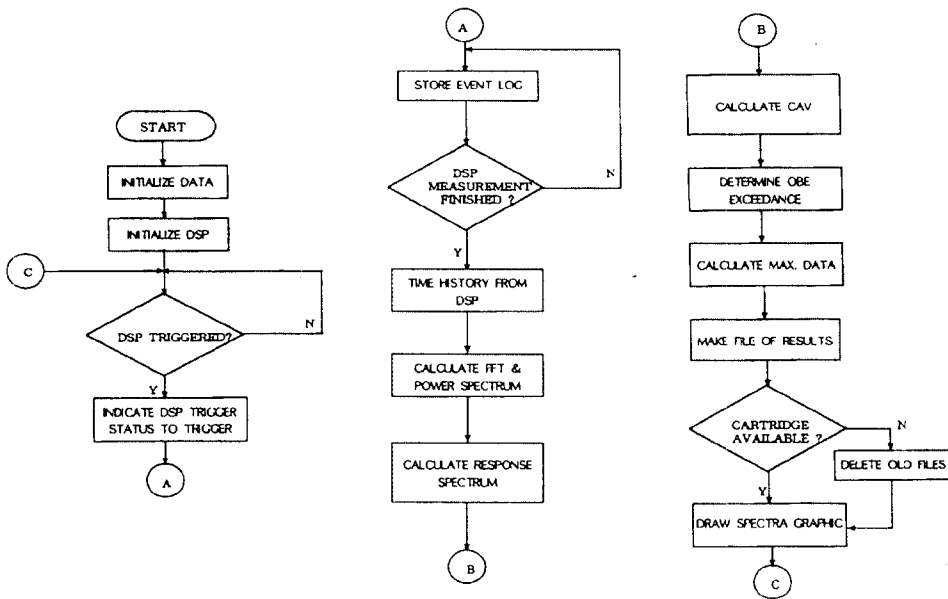 START
INITIALIZE DATA
INITIALIZE DSP
C
DSP TRIGGERED?
N
Y
INDICATE DSP TRIGGER
STATUS TO TRIGGER
A
A
STORE EVENT LOG
DSP
MEASUREMENT
FINISHED ?
N
Y
TIME HISTORY FROM
DSP
CALCULATE FFT &
POWER SPECTRUM
CALCULATE RESPONSE
SPECTRUM
B
B
CALCULATE CAV
DETERMINE OBE
EXCEEDANCE
CALCULATE MAX. DATA
MAKE FILE OF RESULTS
CARTRIDGE
AVAILABLE ?
N
DELETE OLD FILES
Y
DRAW SPECTRA GRAPHIC
C